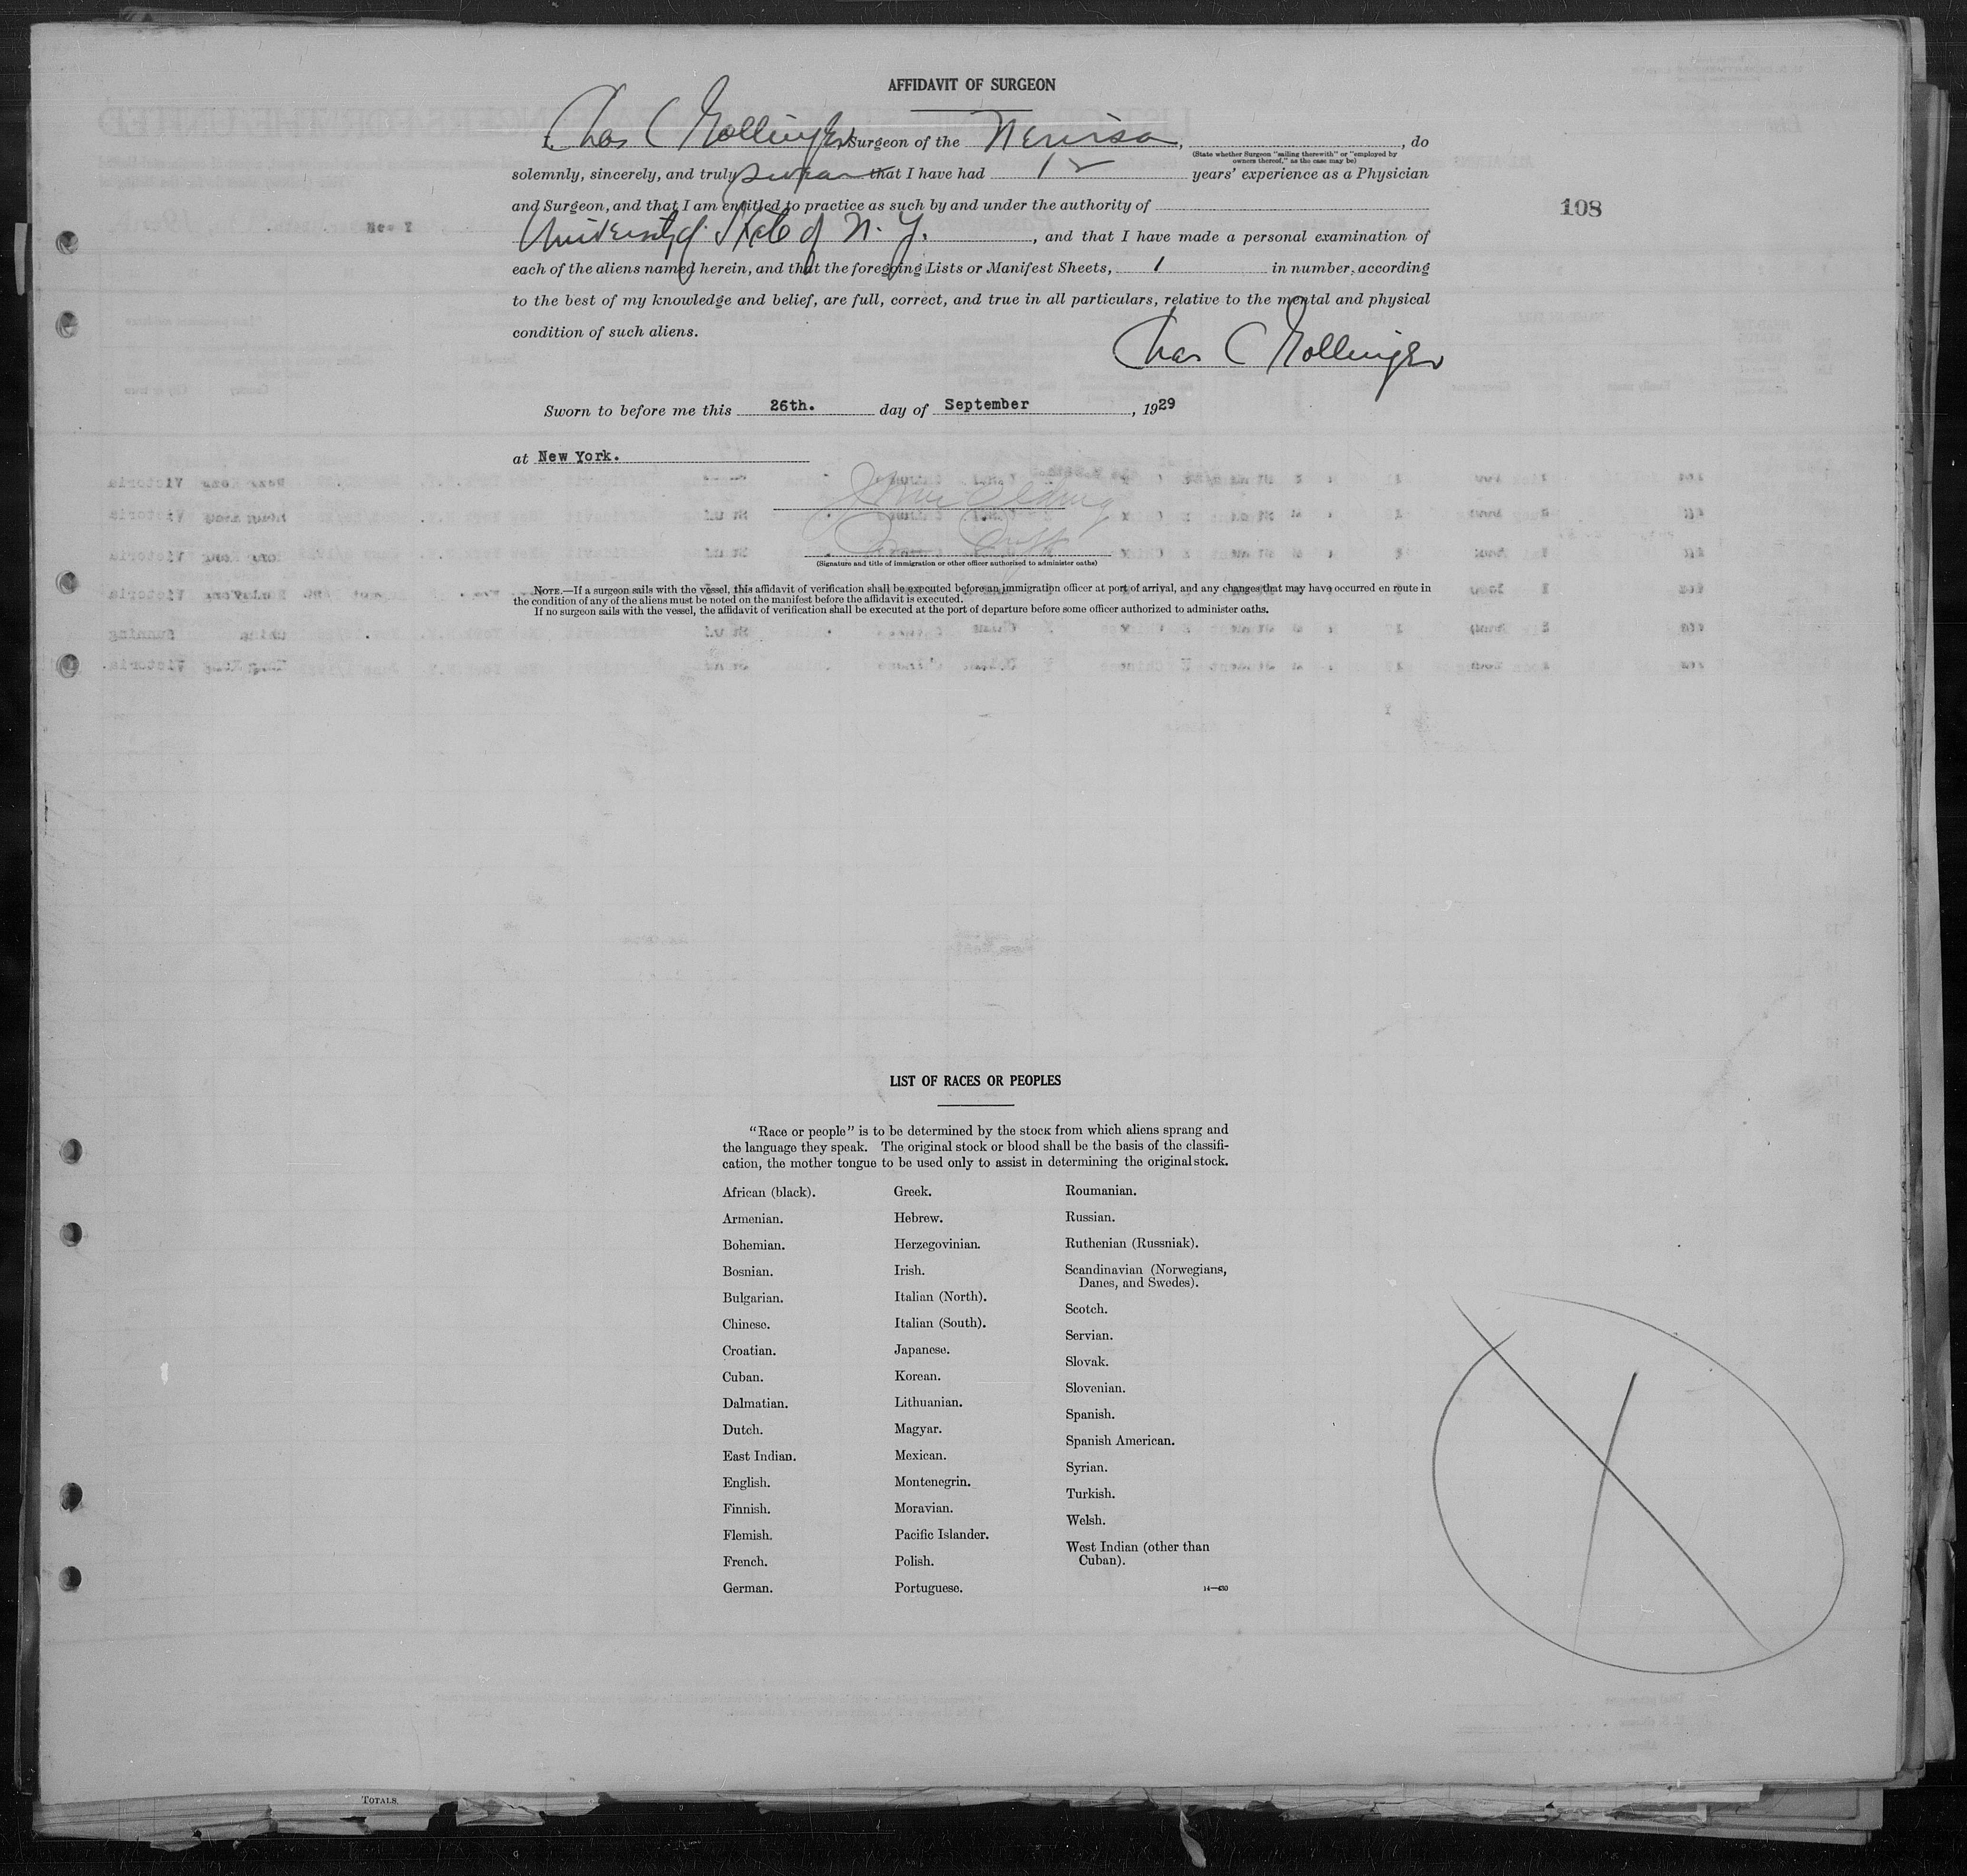 AFFIDAVIT OF SURGEON
I, Chas C Gollinger Surgeon of the Nerissa, , do
(State whether Surgeon "sailing therewith" or "employed by owners thereof," as the case may be)
solemnly, sincerely, and truly swear that I have had 12 years' experience as a Physician
and Surgeon, and that I am entitled to practice as such by and under the authority of
University of State of N. Y. , and that I have made a personal examination of
108
each of the aliens named herein, and that the foregoing Lists or Manifest Sheets, 1 in number, according
to the best of my knowledge and belief, are full, correct, and true in all particulars, relative to the mental and physical
condition of such aliens.
Chas C Gollinger
Sworn to before me this 26th. day of September , 1929
at New York.
(Signature and title of immigration or other officer authorized to administer oaths)
NOTE.—If a surgeon sails with the vessel, this affidavit of verification shall be executed before an immigration officer at port of arrival, and any changes that may have occurred en route in
the condition of any of the aliens must be noted on the manifest before the affidavit is executed.
If no surgeon sails with the vessel, the affidavit of verification shall be executed at the port of departure before some officer authorized to administer oaths.
LIST OF RACES OR PEOPLES
"Race or people" is to be determined by the stock from which aliens sprang and
the language they speak. The original stock or blood shall be the basis of the classifi-
cation, the mother tongue to be used only to assist in determining the original stock.
African (black).
Armenian.
Bohemian.
Bosnian.
Bulgarian.
Chinese.
Croatian.
Cuban.
Dalmatian.
Dutch.
East Indian.
English.
Finnish.
Flemish.
French.
German.
Greek.
Hebrew.
Herzegovinian.
Irish.
Italian (North).
Italian (South).
Japanese.
Korean.
Lithuanian.
Magyar.
Mexican.
Montenegrin.
Moravian.
Pacific Islander.
Polish.
Portuguese.
Roumanian.
Russian.
Ruthenian (Russniak).
Scandinavian (Norwegians,
Danes, and Swedes).
Scotch.
Servian.
Slovak.
Slovenian.
Spanish.
Spanish American.
Syrian.
Turkish.
Welsh.
West Indian (other than
Cuban).
14—430
TOTALS